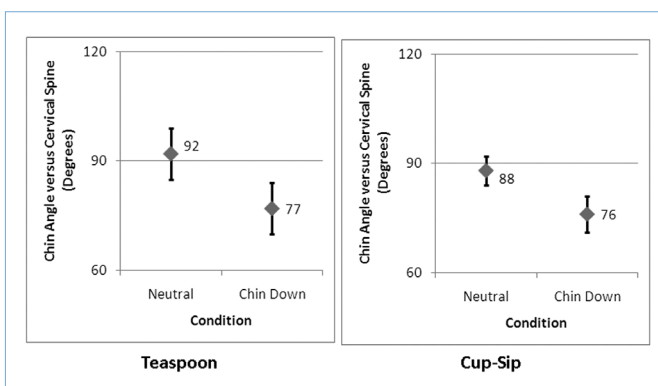 Chin Angle versus Cervical Spine
(Degrees)
120
90
60
92
77
Neutral Chin Down
Condition
Teaspoon
Chin Angle versus Cervical Spine
(Degrees)
120
90
60
88
76
Neutral Chin Down
Condition
Cup-Sip